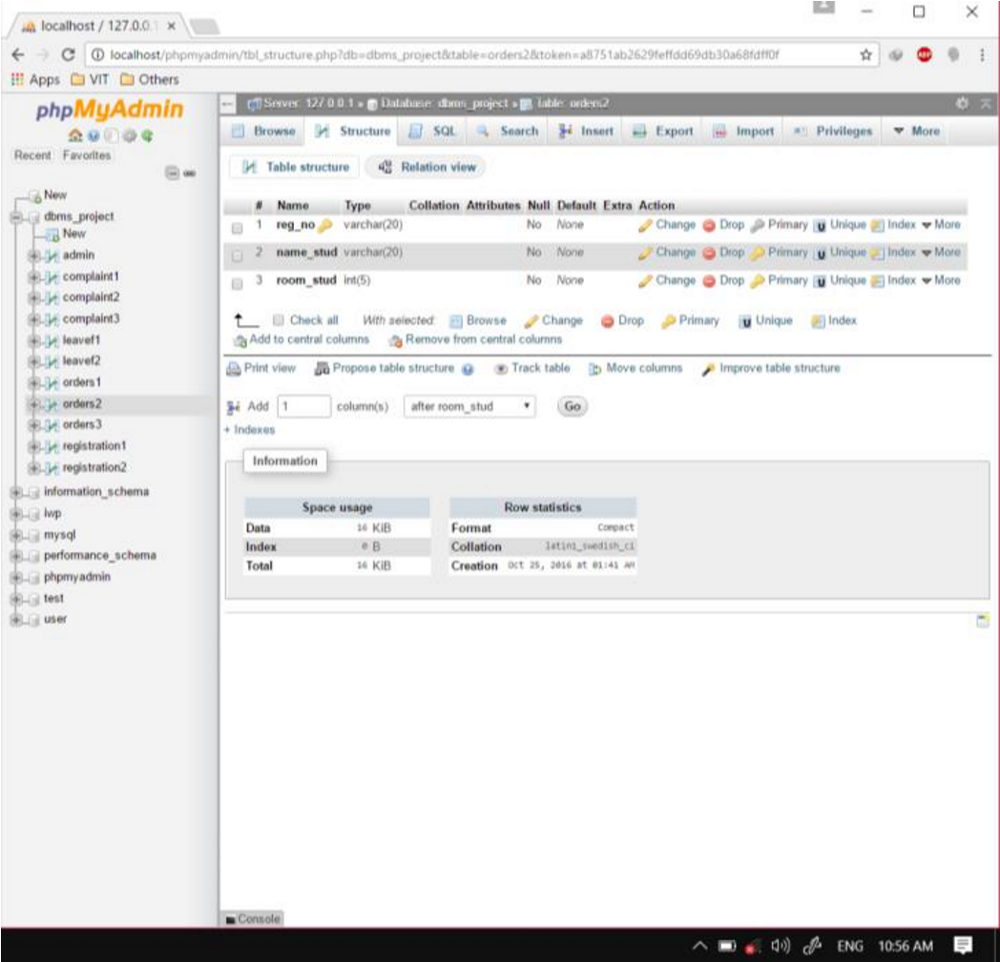 localhost / 127.0.0.1
localhost/phpmyadmin/tbl_structure.php?db=dbms_project&table=orders2&token=a8751ab2629feffdd69db30a68fdff0f
Apps VIT Others
phpMyAdmin
Recent Favorites
New
dbms_project
New
admin
complaint1
complaint2
complaint3
leavef1
leavef2
orders1
orders2
orders3
registration1
registration2
information_schema
lwp
mysql
performance_schema
phpmyadmin
test
user
Server: 127.0.0.1 » Database: dbms_project » Table: orders2
Browse Structure SQL Search Insert Export Import Privileges More
Table structure Relation view
# Name Type Collation Attributes Null Default Extra Action
1 reg_no varchar(20) No None Change Drop Primary Unique Index More
2 name_stud varchar(20) No None Change Drop Primary Unique Index More
3 room_stud int(5) No None Change Drop Primary Unique Index More
Check all With selected: Browse Change Drop Primary Unique Index
Add to central columns Remove from central columns
Print view Propose table structure Track table Move columns Improve table structure
Add 1 column(s) after room_stud Go
+ Indexes
Information
Space usage
Data 16 KiB
Index 0 B
Total 16 KiB
Row statistics
Format Compact
Collation latin1_swedish_ci
Creation Oct 25, 2016 at 01:41 AM
Console
ENG 10:56 AM